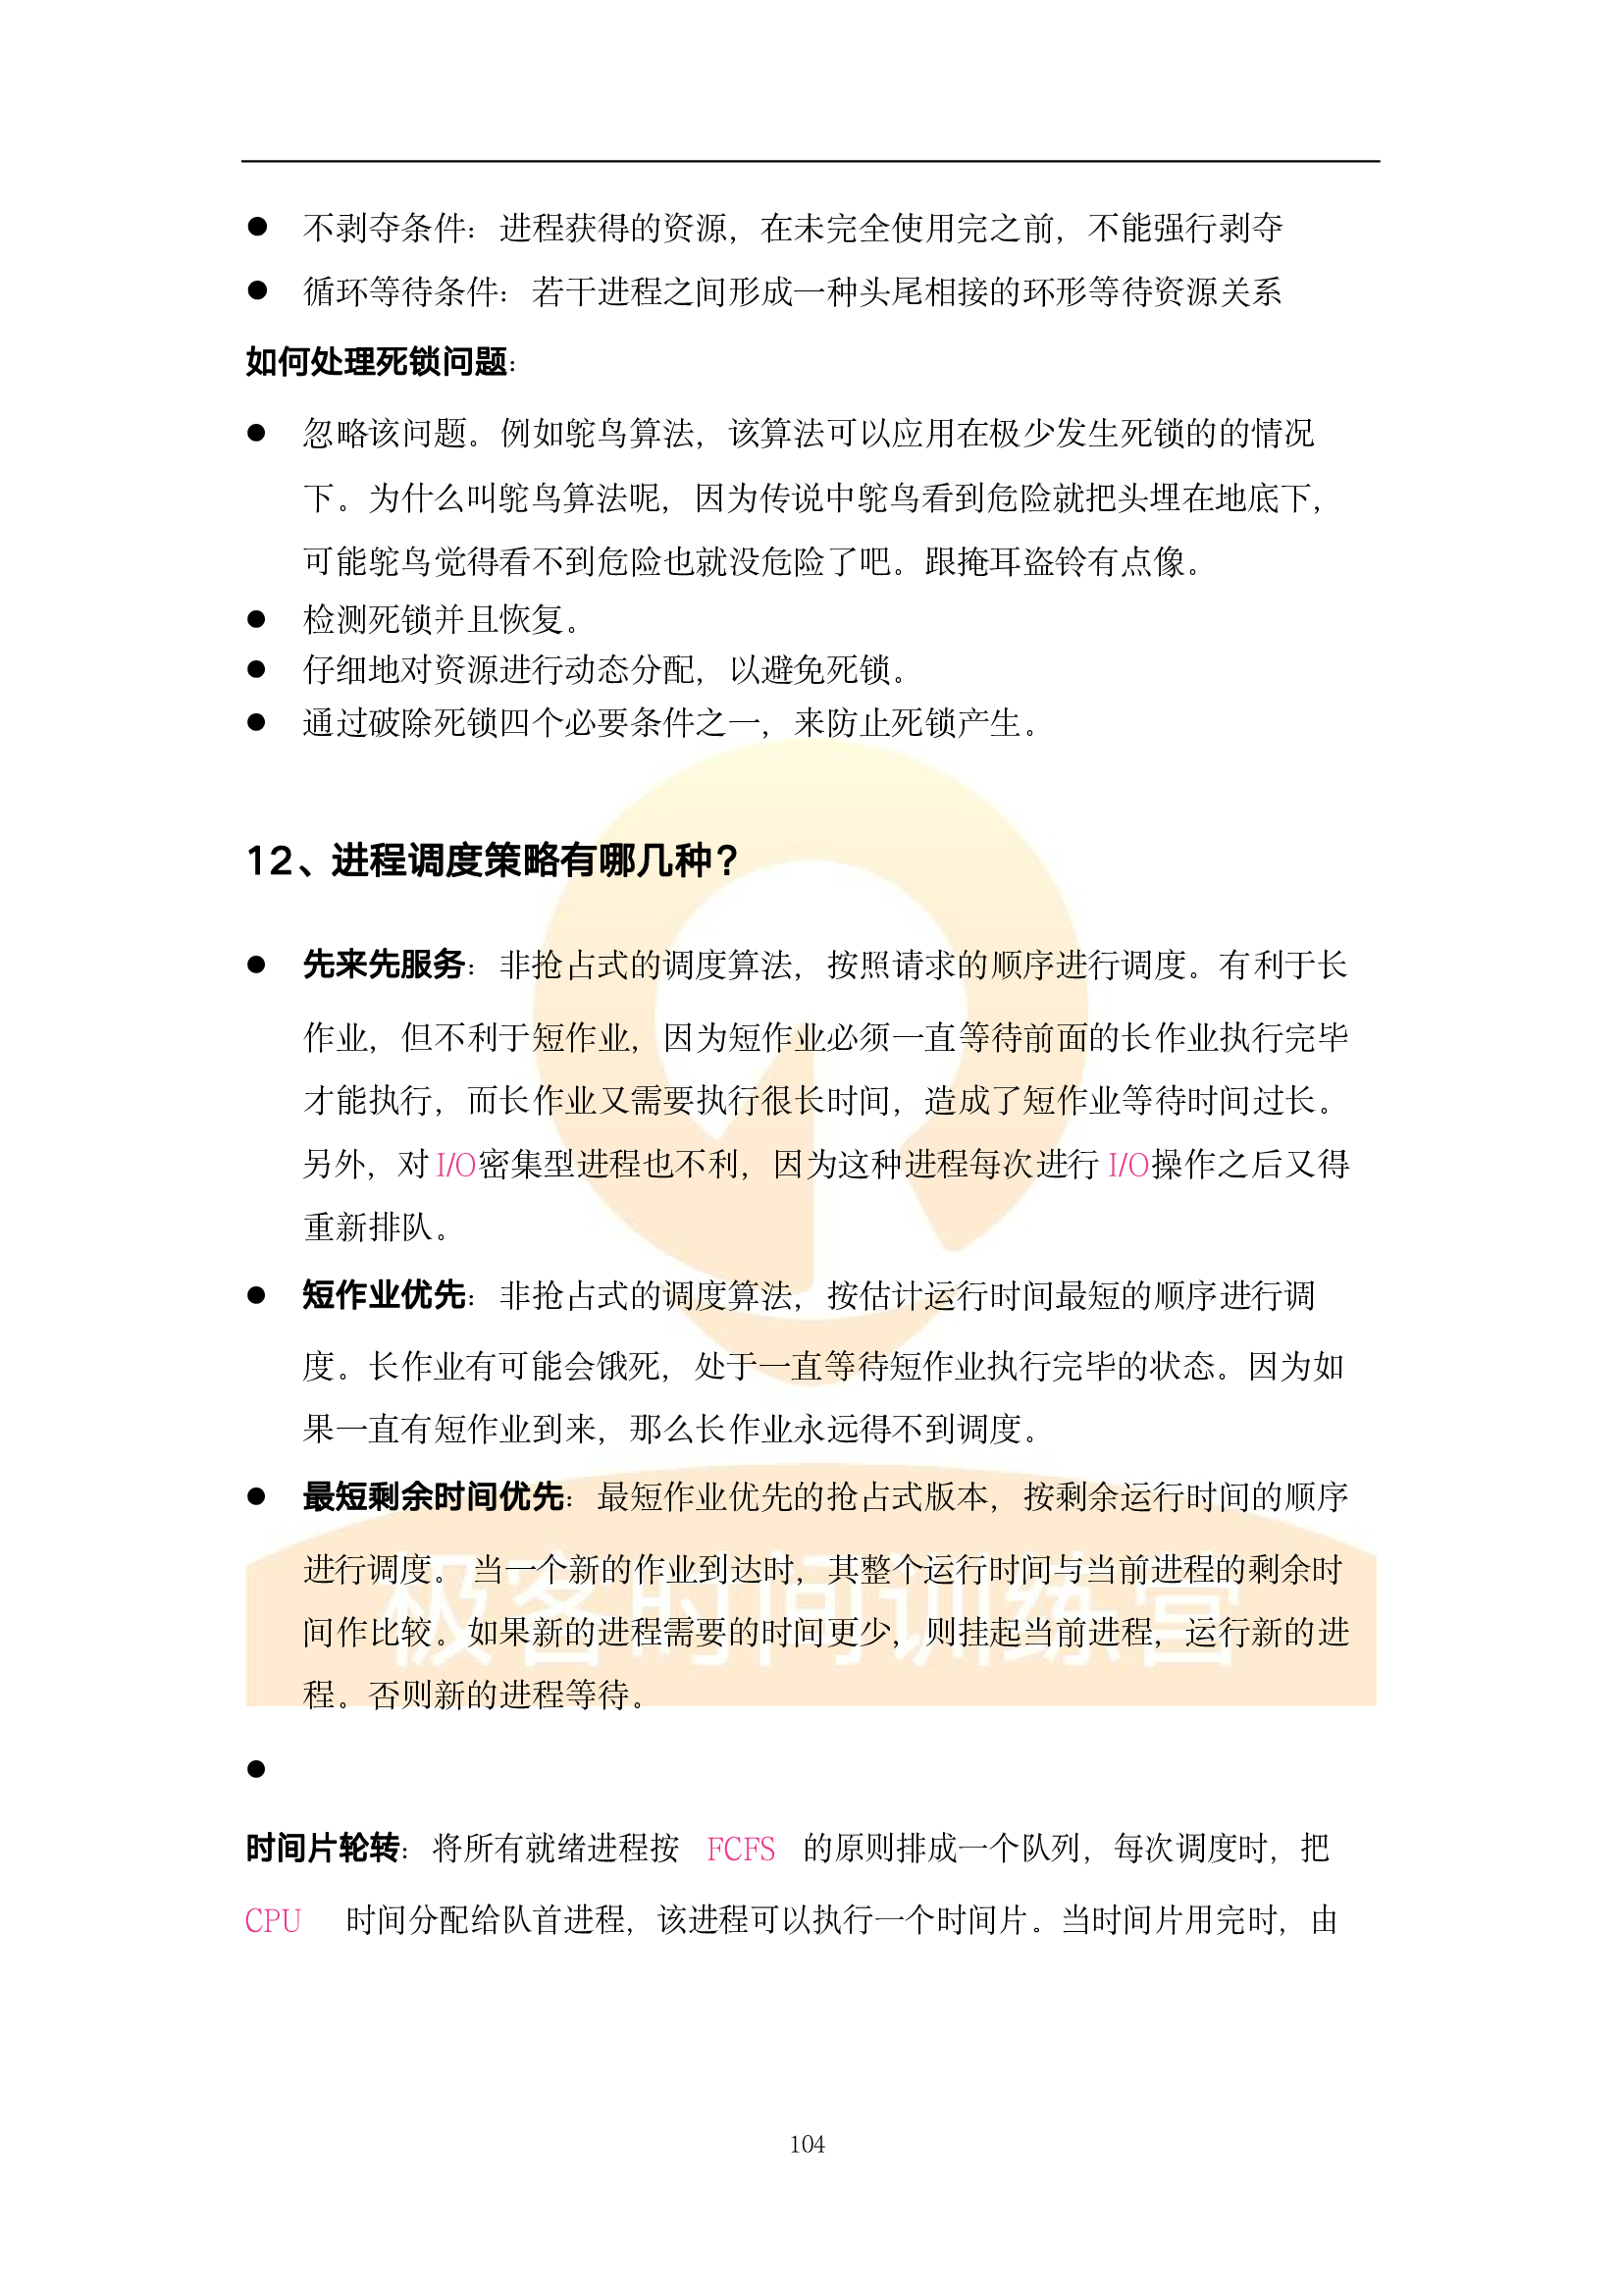 ● 不剥夺条件：进程获得的资源，在未完全使用完之前，不能强行剥夺
● 循环等待条件：若干进程之间形成一种头尾相接的环形等待资源关系
如何处理死锁问题：
● 忽略该问题。例如鸵鸟算法，该算法可以应用在极少发生死锁的的情况
下。为什么叫鸵鸟算法呢，因为传说中鸵鸟看到危险就把头埋在地底下，
可能鸵鸟觉得看不到危险也就没危险了吧。跟掩耳盗铃有点像。
● 检测死锁并且恢复。
● 仔细地对资源进行动态分配，以避免死锁。
● 通过破除死锁四个必要条件之一，来防止死锁产生。
12、进程调度策略有哪几种？
● 先来先服务：非抢占式的调度算法，按照请求的顺序进行调度。有利于长
作业，但不利于短作业，因为短作业必须一直等待前面的长作业执行完毕
才能执行，而长作业又需要执行很长时间，造成了短作业等待时间过长。
另外，对 I/O密集型进程也不利，因为这种进程每次进行 I/O操作之后又得
重新排队。
● 短作业优先：非抢占式的调度算法，按估计运行时间最短的顺序进行调
度。长作业有可能会饿死，处于一直等待短作业执行完毕的状态。因为如
果一直有短作业到来，那么长作业永远得不到调度。
● 最短剩余时间优先：最短作业优先的抢占式版本，按剩余运行时间的顺序
进行调度。 当一个新的作业到达时，其整个运行时间与当前进程的剩余时
间作比较。如果新的进程需要的时间更少，则挂起当前进程，运行新的进
程。否则新的进程等待。
极客时间训练营
●
时间片轮转：将所有就绪进程按 FCFS 的原则排成一个队列，每次调度时，把
CPU 时间分配给队首进程，该进程可以执行一个时间片。当时间片用完时，由
104